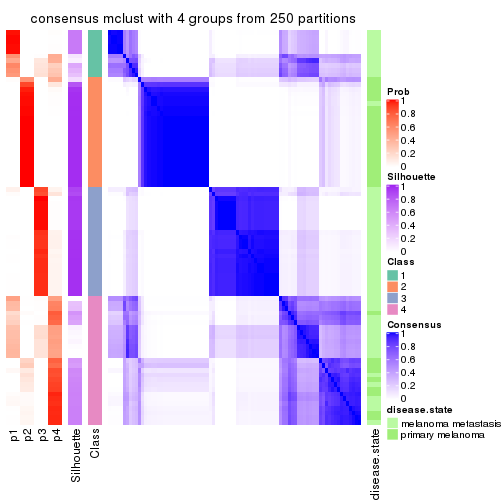 consensus mclust with 4 groups from 250 partitions
Prob
1
0.8
0.6
0.4
0.2
0
Silhouette
1
0.8
0.6
0.4
0.2
0
Class
1
2
3
4
Consensus
1
0.8
0.6
0.4
0.2
0
disease.state
melanoma metastasis
primary melanoma
p1
p2
p3
p4
Silhouette
Class
disease.state